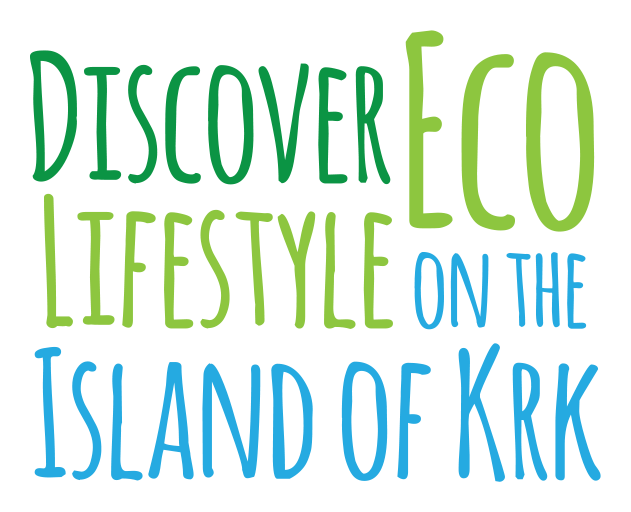 Discover Eco
Lifestyle on the
Island of Krk